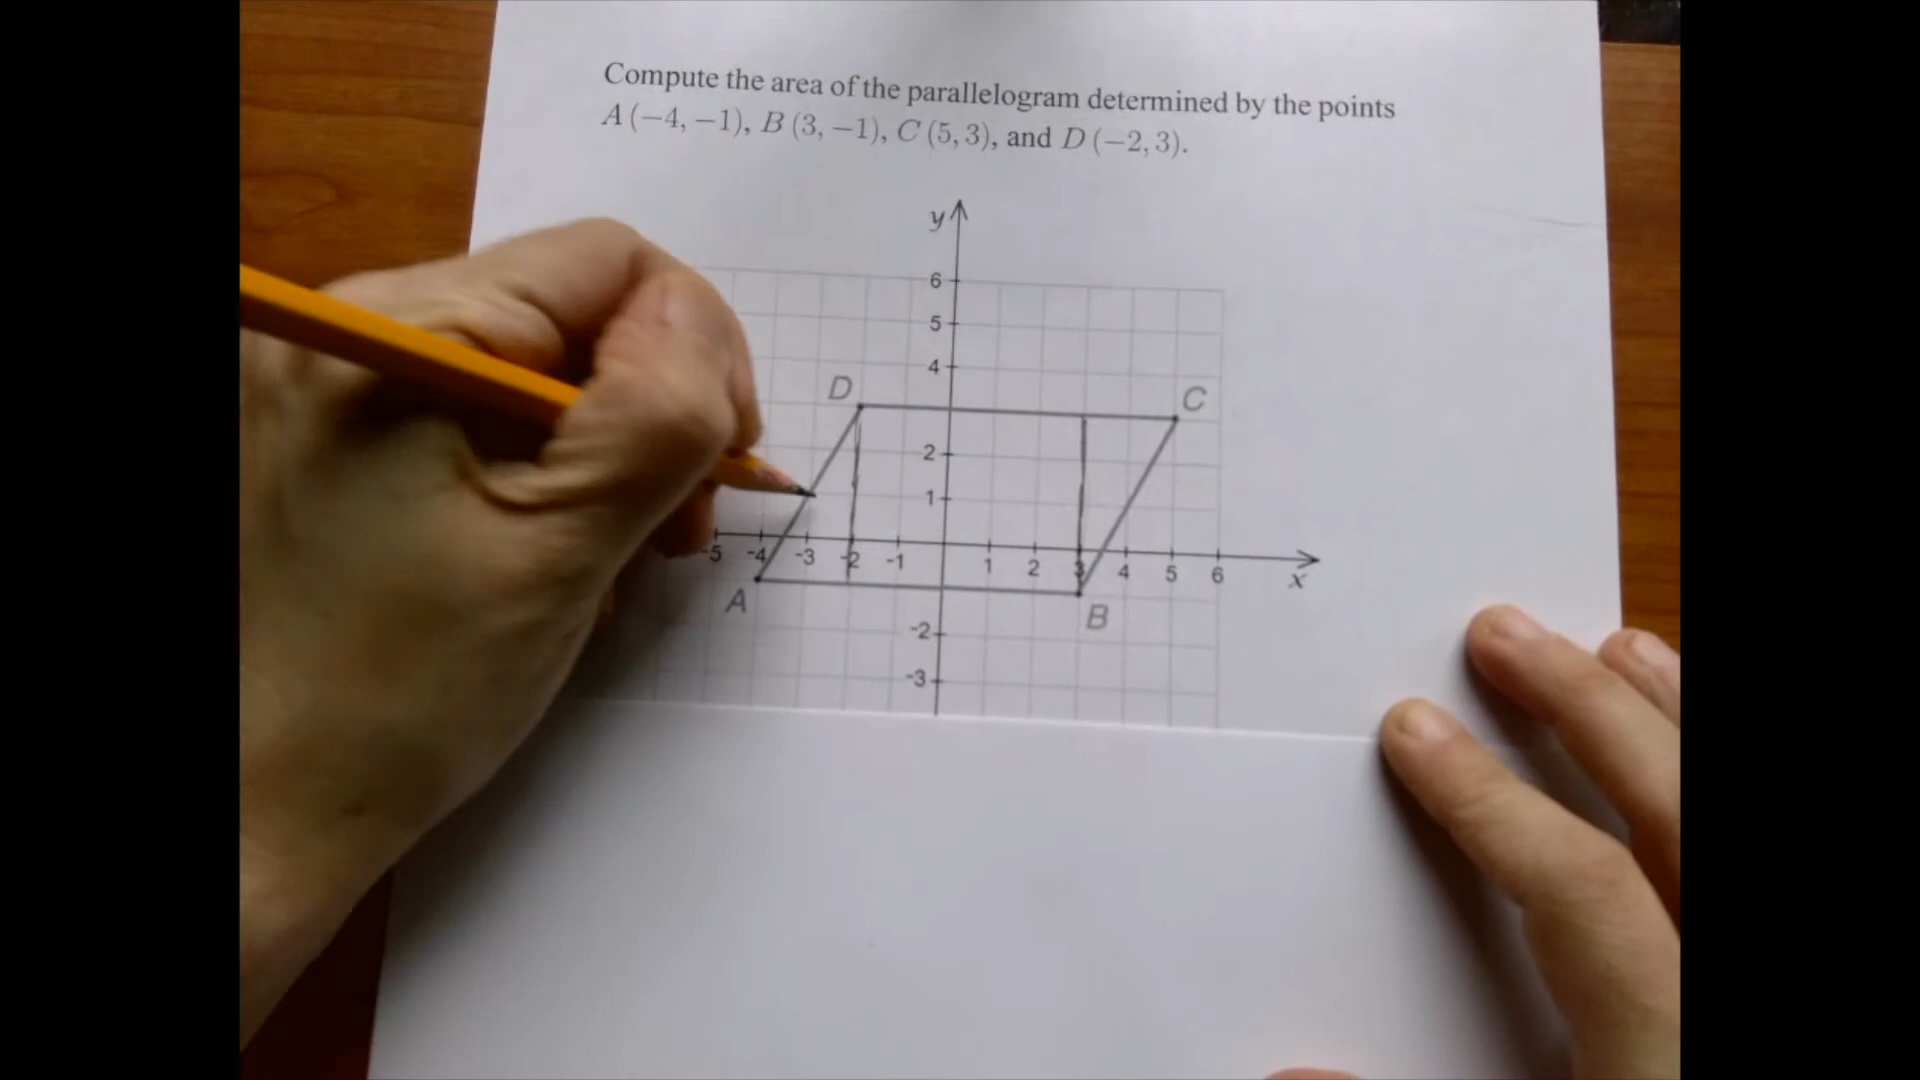 Compute the area of the parallelogram determined by the points
A (−4, −1), B (3, −1), C (5, 3), and D (−2, 3).
y
6
5
4
D
C
2
1
-5 -4 -3 -2 -1 1 2 3 4 5 6
x
A
B
-2
-3